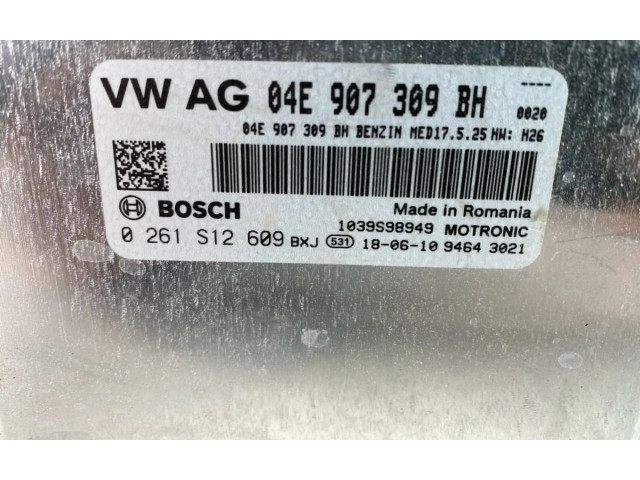 VW AG 04E 907 309 BH ----
0020
04E 907 309 BH BENZIN MED17.5.25 HW: H26
BOSCH Made in Romania
1039S98949 MOTRONIC
0 261 S12 609 BXJ 531 18-06-10 9464 3021